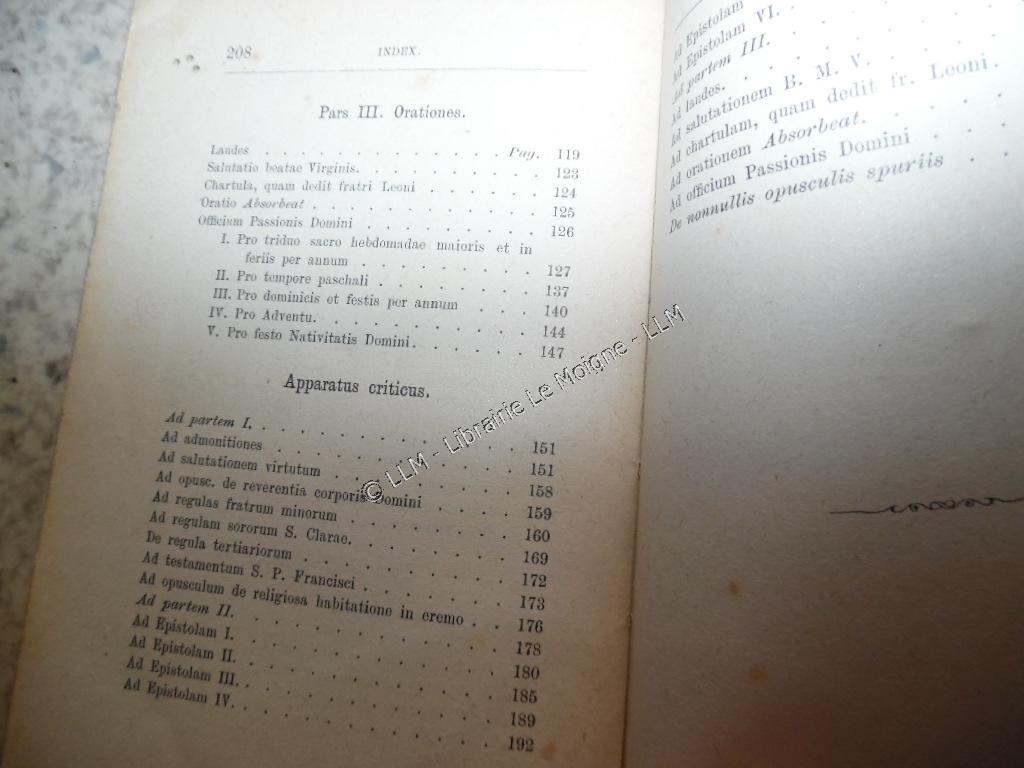 208 INDEX.
Pars III. Orationes.
Laudes . . . . . . . . . . . . . Pag. 119
Salutatio beatae Virginis. . . . . . . . . . 123
Chartula, quam dedit fratri Leoni . . . . . . 124
Oratio Absorbeat . . . . . . . . . . . . 125
Officium Passionis Domini . . . . . . . . . 126
I. Pro triduo sacro hebdomadae maioris et in
feriis per annum . . . . . . . . . . 127
II. Pro tempore paschali . . . . . . . . . 137
III. Pro dominicis et festis per annum . . . . 140
IV. Pro Adventu. . . . . . . . . . . . 144
V. Pro festo Nativitatis Domini. . . . . . . 147
Apparatus criticus.
Ad partem I. . . . . . . . . . . . . 151
Ad admonitiones . . . . . . . . . . . 151
Ad salutationem virtutum . . . . . . . . . 158
Ad opusc. de reverentia corporis Domini . . . . 159
Ad regulas fratrum minorum . . . . . . . . 160
Ad regulam sororum S. Clarae. . . . . . . . 169
De regula tertiariorum . . . . . . . . . . 172
Ad testamentum S. P. Francisci . . . . . . . 173
Ad opusculum de religiosa habitatione in eremo . . 176
Ad partem II. . . . . . . . . . . . . 178
Ad Epistolam I. . . . . . . . . . . . 180
Ad Epistolam II. . . . . . . . . . . . 185
Ad Epistolam III. . . . . . . . . . . . 189
Ad Epistolam IV. . . . . . . . . . . . 192
Ad Epistolam
Ad Epistolam VI. .
Ad partem III. .
Ad laudes. .
Ad salutationem B. M. V. .
Ad chartulam, quam dedit fr. Leoni .
Ad orationem Absorbeat. .
Ad officium Passionis Domini . .
De nonnullis opusculis spuriis . .
© LLM - Librairie Le Moigne - LLM